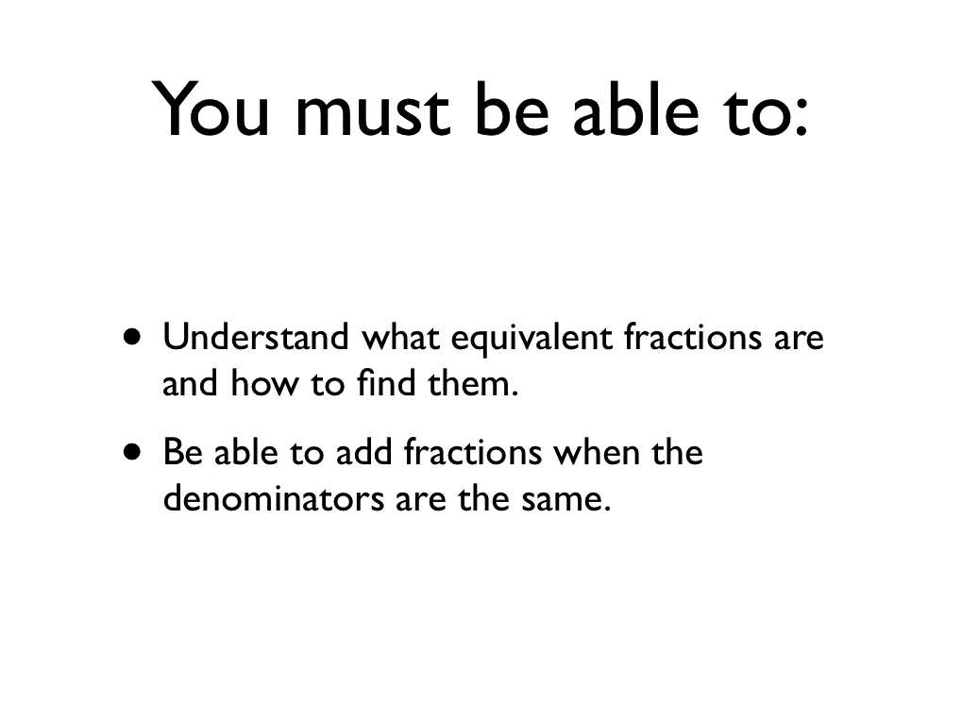 You must be able to:
• Understand what equivalent fractions are
and how to find them.
• Be able to add fractions when the
denominators are the same.